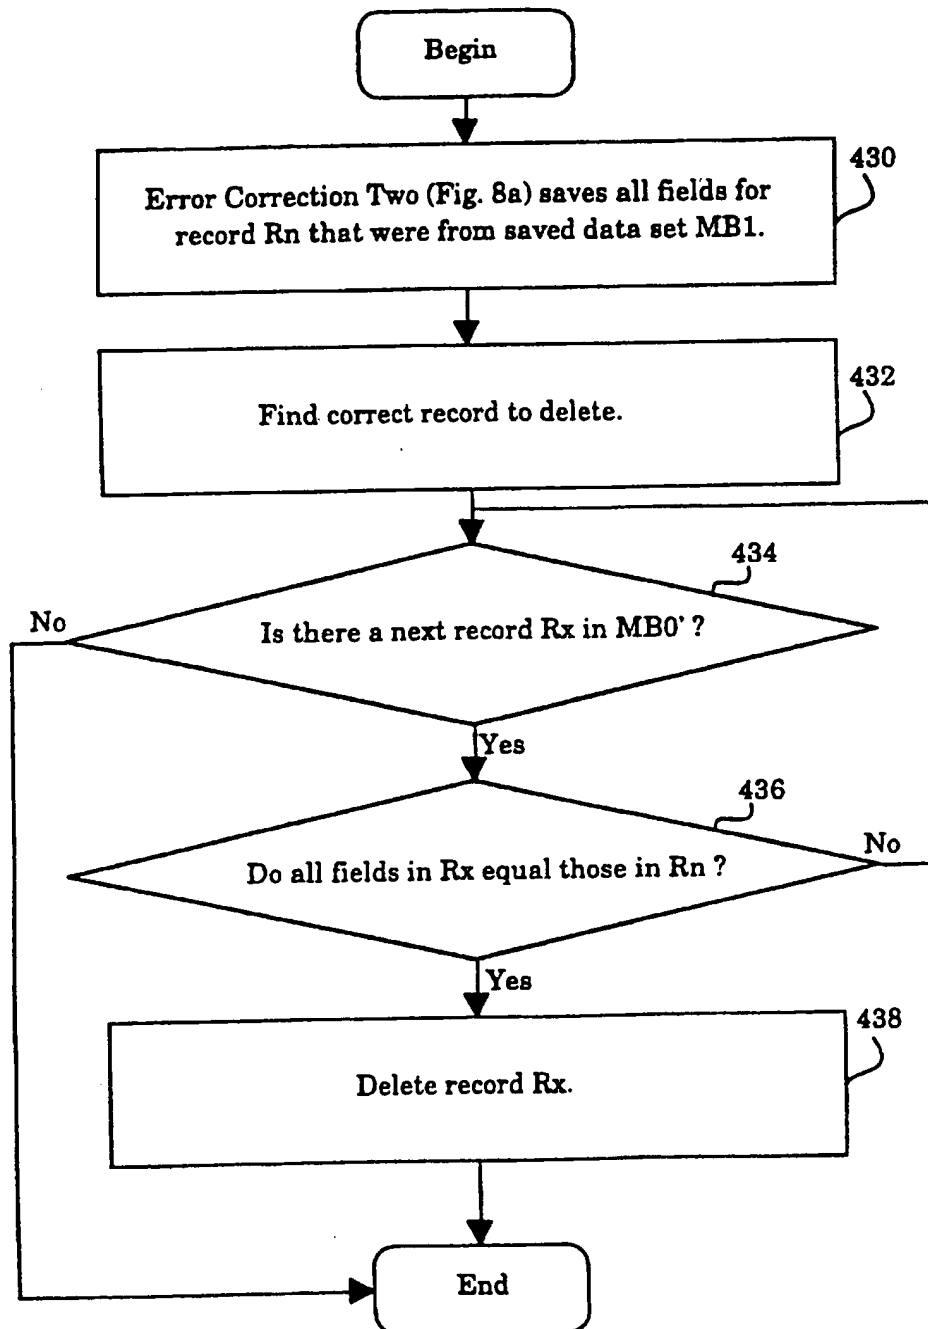 Begin
430
Error Correction Two (Fig. 8a) saves all fields for
record Rn that were from saved data set MB1.
432
Find correct record to delete.
434
No
Is there a next record Rx in MB0' ?
Yes
436
No
Do all fields in Rx equal those in Rn ?
Yes
438
Delete record Rx.
End